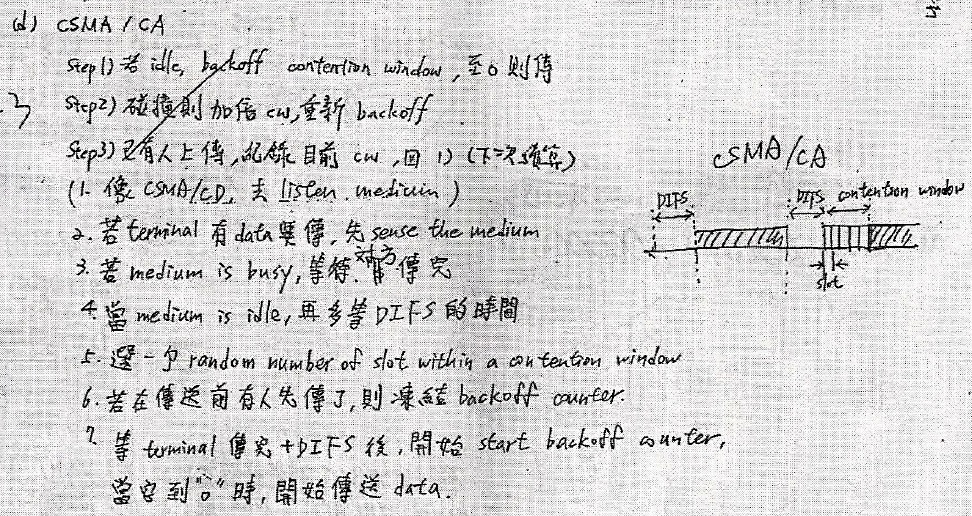 (d) CSMA / CA
Step1) 若 idle, backoff contention window, 至 0 則傳
Step2) 碰撞則加倍 cw, 重新 backoff
Step3) 已有人上傳, 紀錄目前 cw, 回 1) (下次續算)
(1. 像 CSMA/CD, 去 listen medium)
2. 若 terminal 有 data 要傳, 先 sense the medium
3. 若 medium is busy, 等待 對方 傳完
4. 當 medium is idle, 再多等 DIFS 的時間
5. 選一个 random number of slot within a contention window
6. 若在傳送前有人先傳了, 則凍結 backoff counter.
7. 等 terminal 傳完 + DIFS 後, 開始 start backoff counter,
當 到 "0" 時, 開始傳送 data.
CSMA/CA
DIFS DIFS contention window
slot